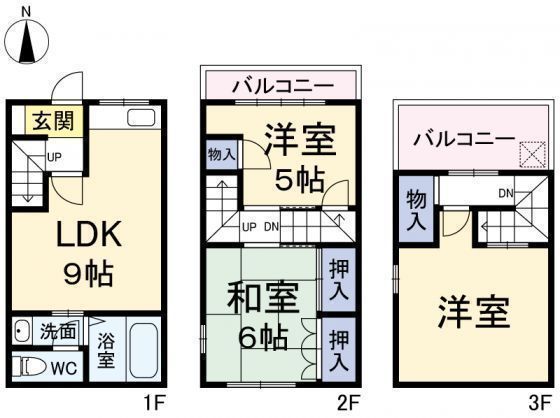 N
玄関
UP
LDK
9帖
洗面
浴室
WC
1F
バルコニー
洋室
5帖
物入
UP DN
和室
6帖
押入
押入
2F
バルコニー
物入
DN
洋室
3F